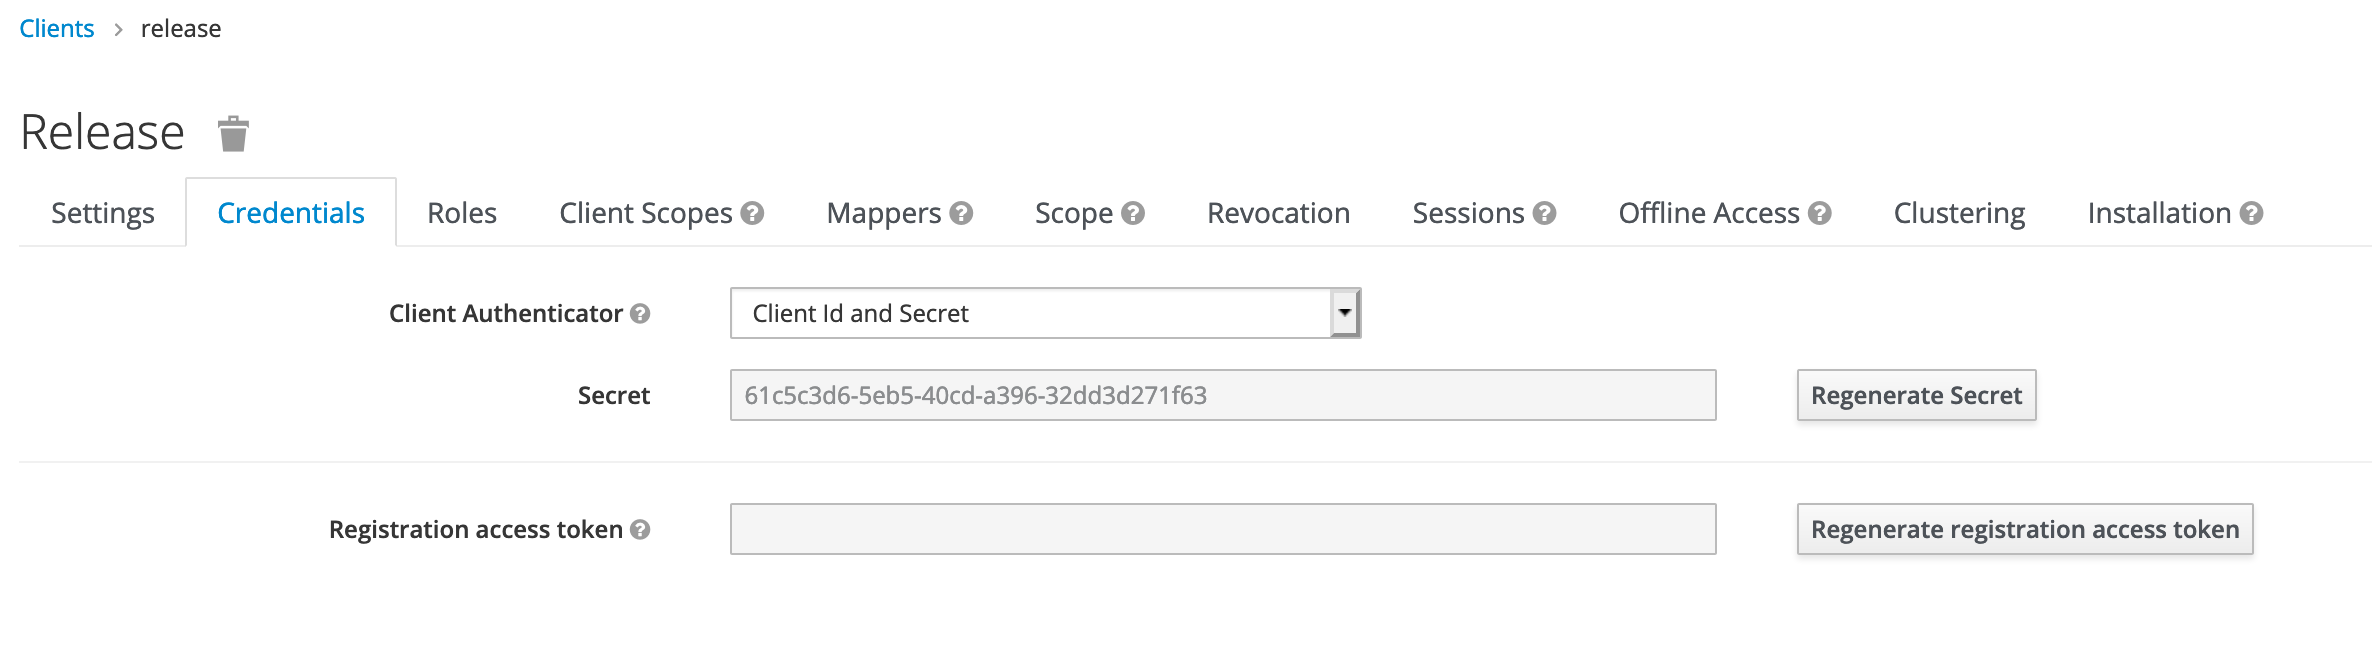 Clients > release
Release
Settings Credentials Roles Client Scopes Mappers Scope Revocation Sessions Offline Access Clustering Installation
Client Authenticator Client Id and Secret
Secret 61c5c3d6-5eb5-40cd-a396-32dd3d271f63 Regenerate Secret
Registration access token Regenerate registration access token